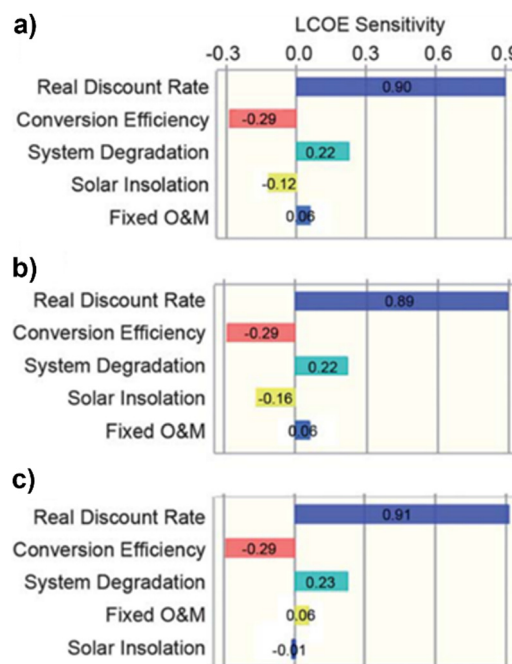 a)
LCOE Sensitivity
-0.3 0.0 0.3 0.6 0.9
Real Discount Rate 0.90
Conversion Efficiency -0.29
System Degradation 0.22
Solar Insolation -0.12
Fixed O&M 0.06
b)
Real Discount Rate 0.89
Conversion Efficiency -0.29
System Degradation 0.22
Solar Insolation -0.16
Fixed O&M 0.06
c)
Real Discount Rate 0.91
Conversion Efficiency -0.29
System Degradation 0.23
Fixed O&M 0.06
Solar Insolation -0.01